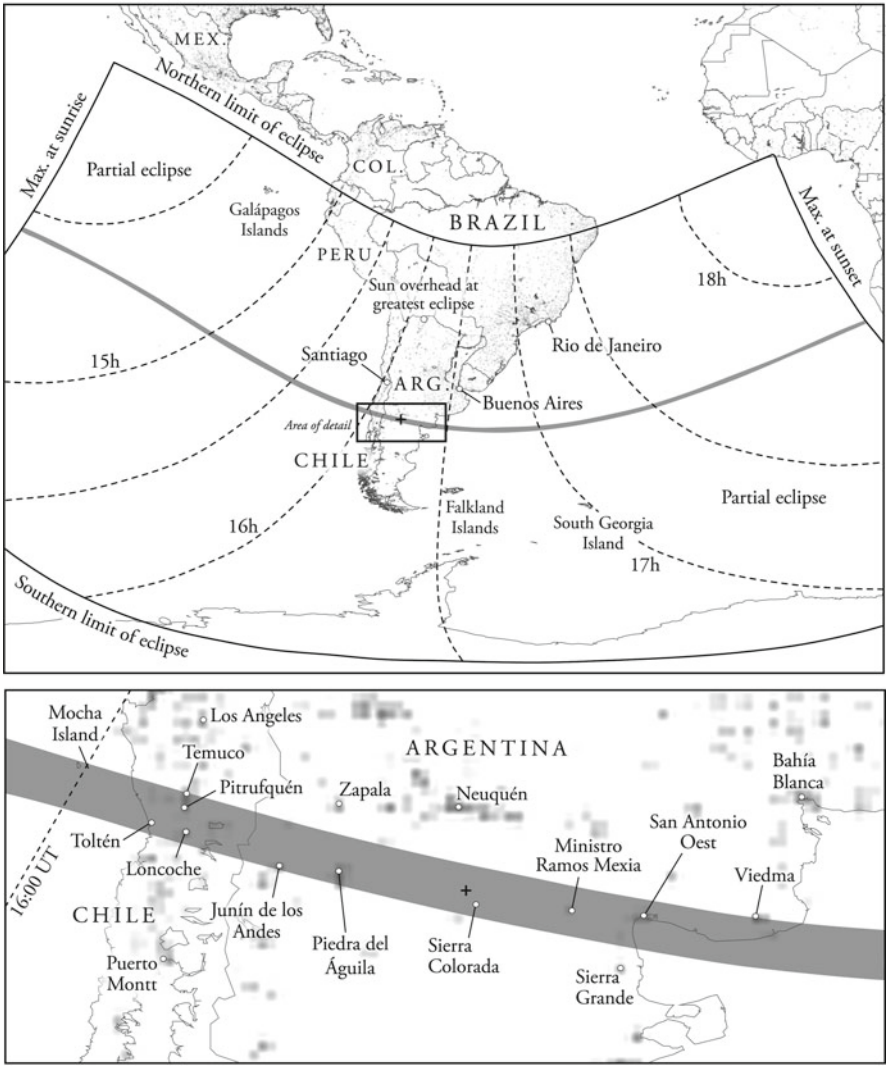 MEX.
Northern limit of eclipse
Max. at sunrise
Partial eclipse
COL.
Galápagos
Islands
BRAZIL
PERU
Max. at sunset
18h
Sun overhead at
greatest eclipse
15h
Santiago
Rio de Janeiro
ARG.
Buenos Aires
Area of detail
CHILE
Partial eclipse
Falkland
Islands
16h
South Georgia
Island
17h
Southern limit of eclipse
Mocha
Island
Los Angeles
ARGENTINA
Temuco
Bahía
Blanca
Pitrufquén
Zapala
Neuquén
San Antonio
Oest
Toltén
Ministro
Ramos Mexia
Loncoche
Viedma
16:00 UT
CHILE
Junín de los
Andes
Piedra del
Águila
Sierra
Colorada
Puerto
Montt
Sierra
Grande